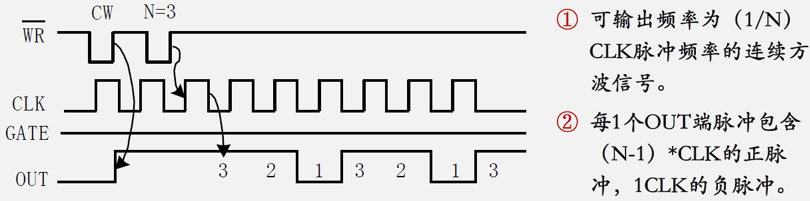 CW N=3
WR
CLK
GATE
OUT 3 2 1 3 2 1 3
① 可输出频率为（1/N）
CLK脉冲频率的连续方
波信号。
② 每1个OUT端脉冲包含
（N-1）*CLK的正脉
冲，1CLK的负脉冲。